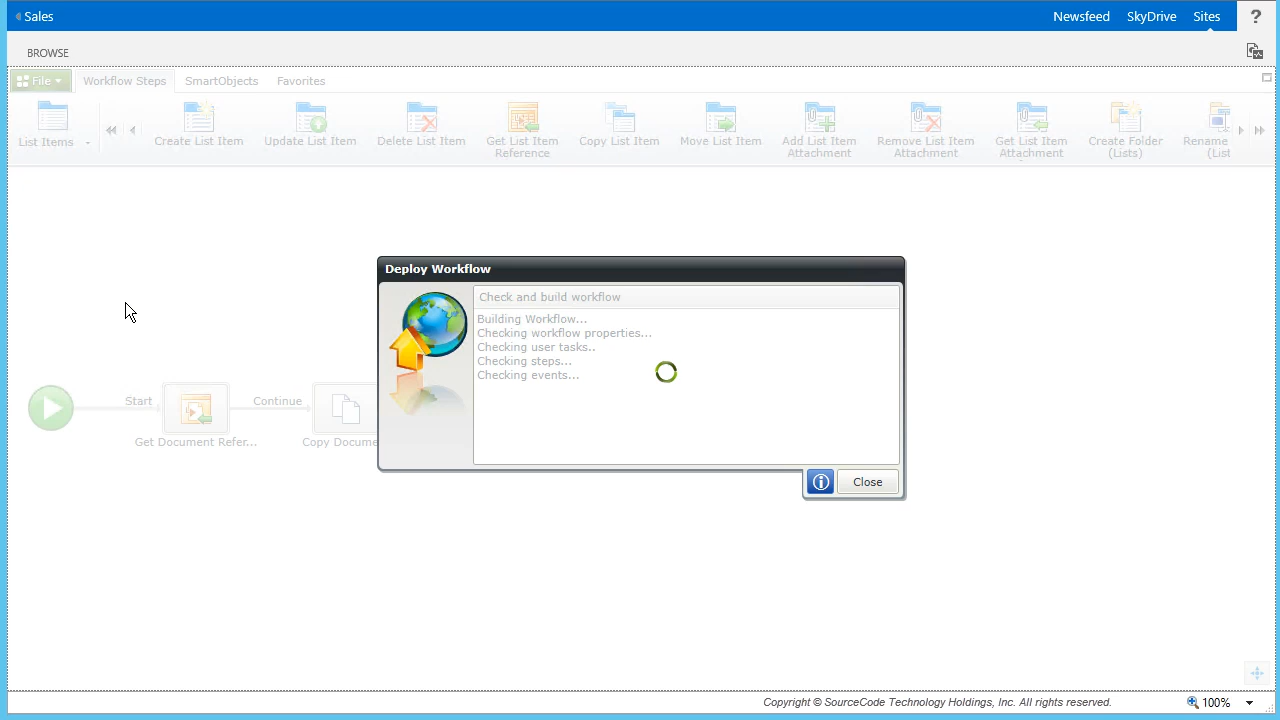 Sales
Newsfeed
SkyDrive
Sites
?
BROWSE
File
Workflow Steps
SmartObjects
Favorites
List Items
Create List Item
Update List Item
Delete List Item
Get List Item
Reference
Copy List Item
Move List Item
Add List Item
Attachment
Remove List Item
Attachment
Get List Item
Attachment
Create Folder
(Lists)
Rename
(List
Deploy Workflow
Check and build workflow
Building Workflow...
Checking workflow properties...
Checking user tasks..
Checking steps...
Checking events...
Close
Start
Continue
Get Document Refer...
Copy Docume
Copyright © SourceCode Technology Holdings, Inc. All rights reserved.
100%